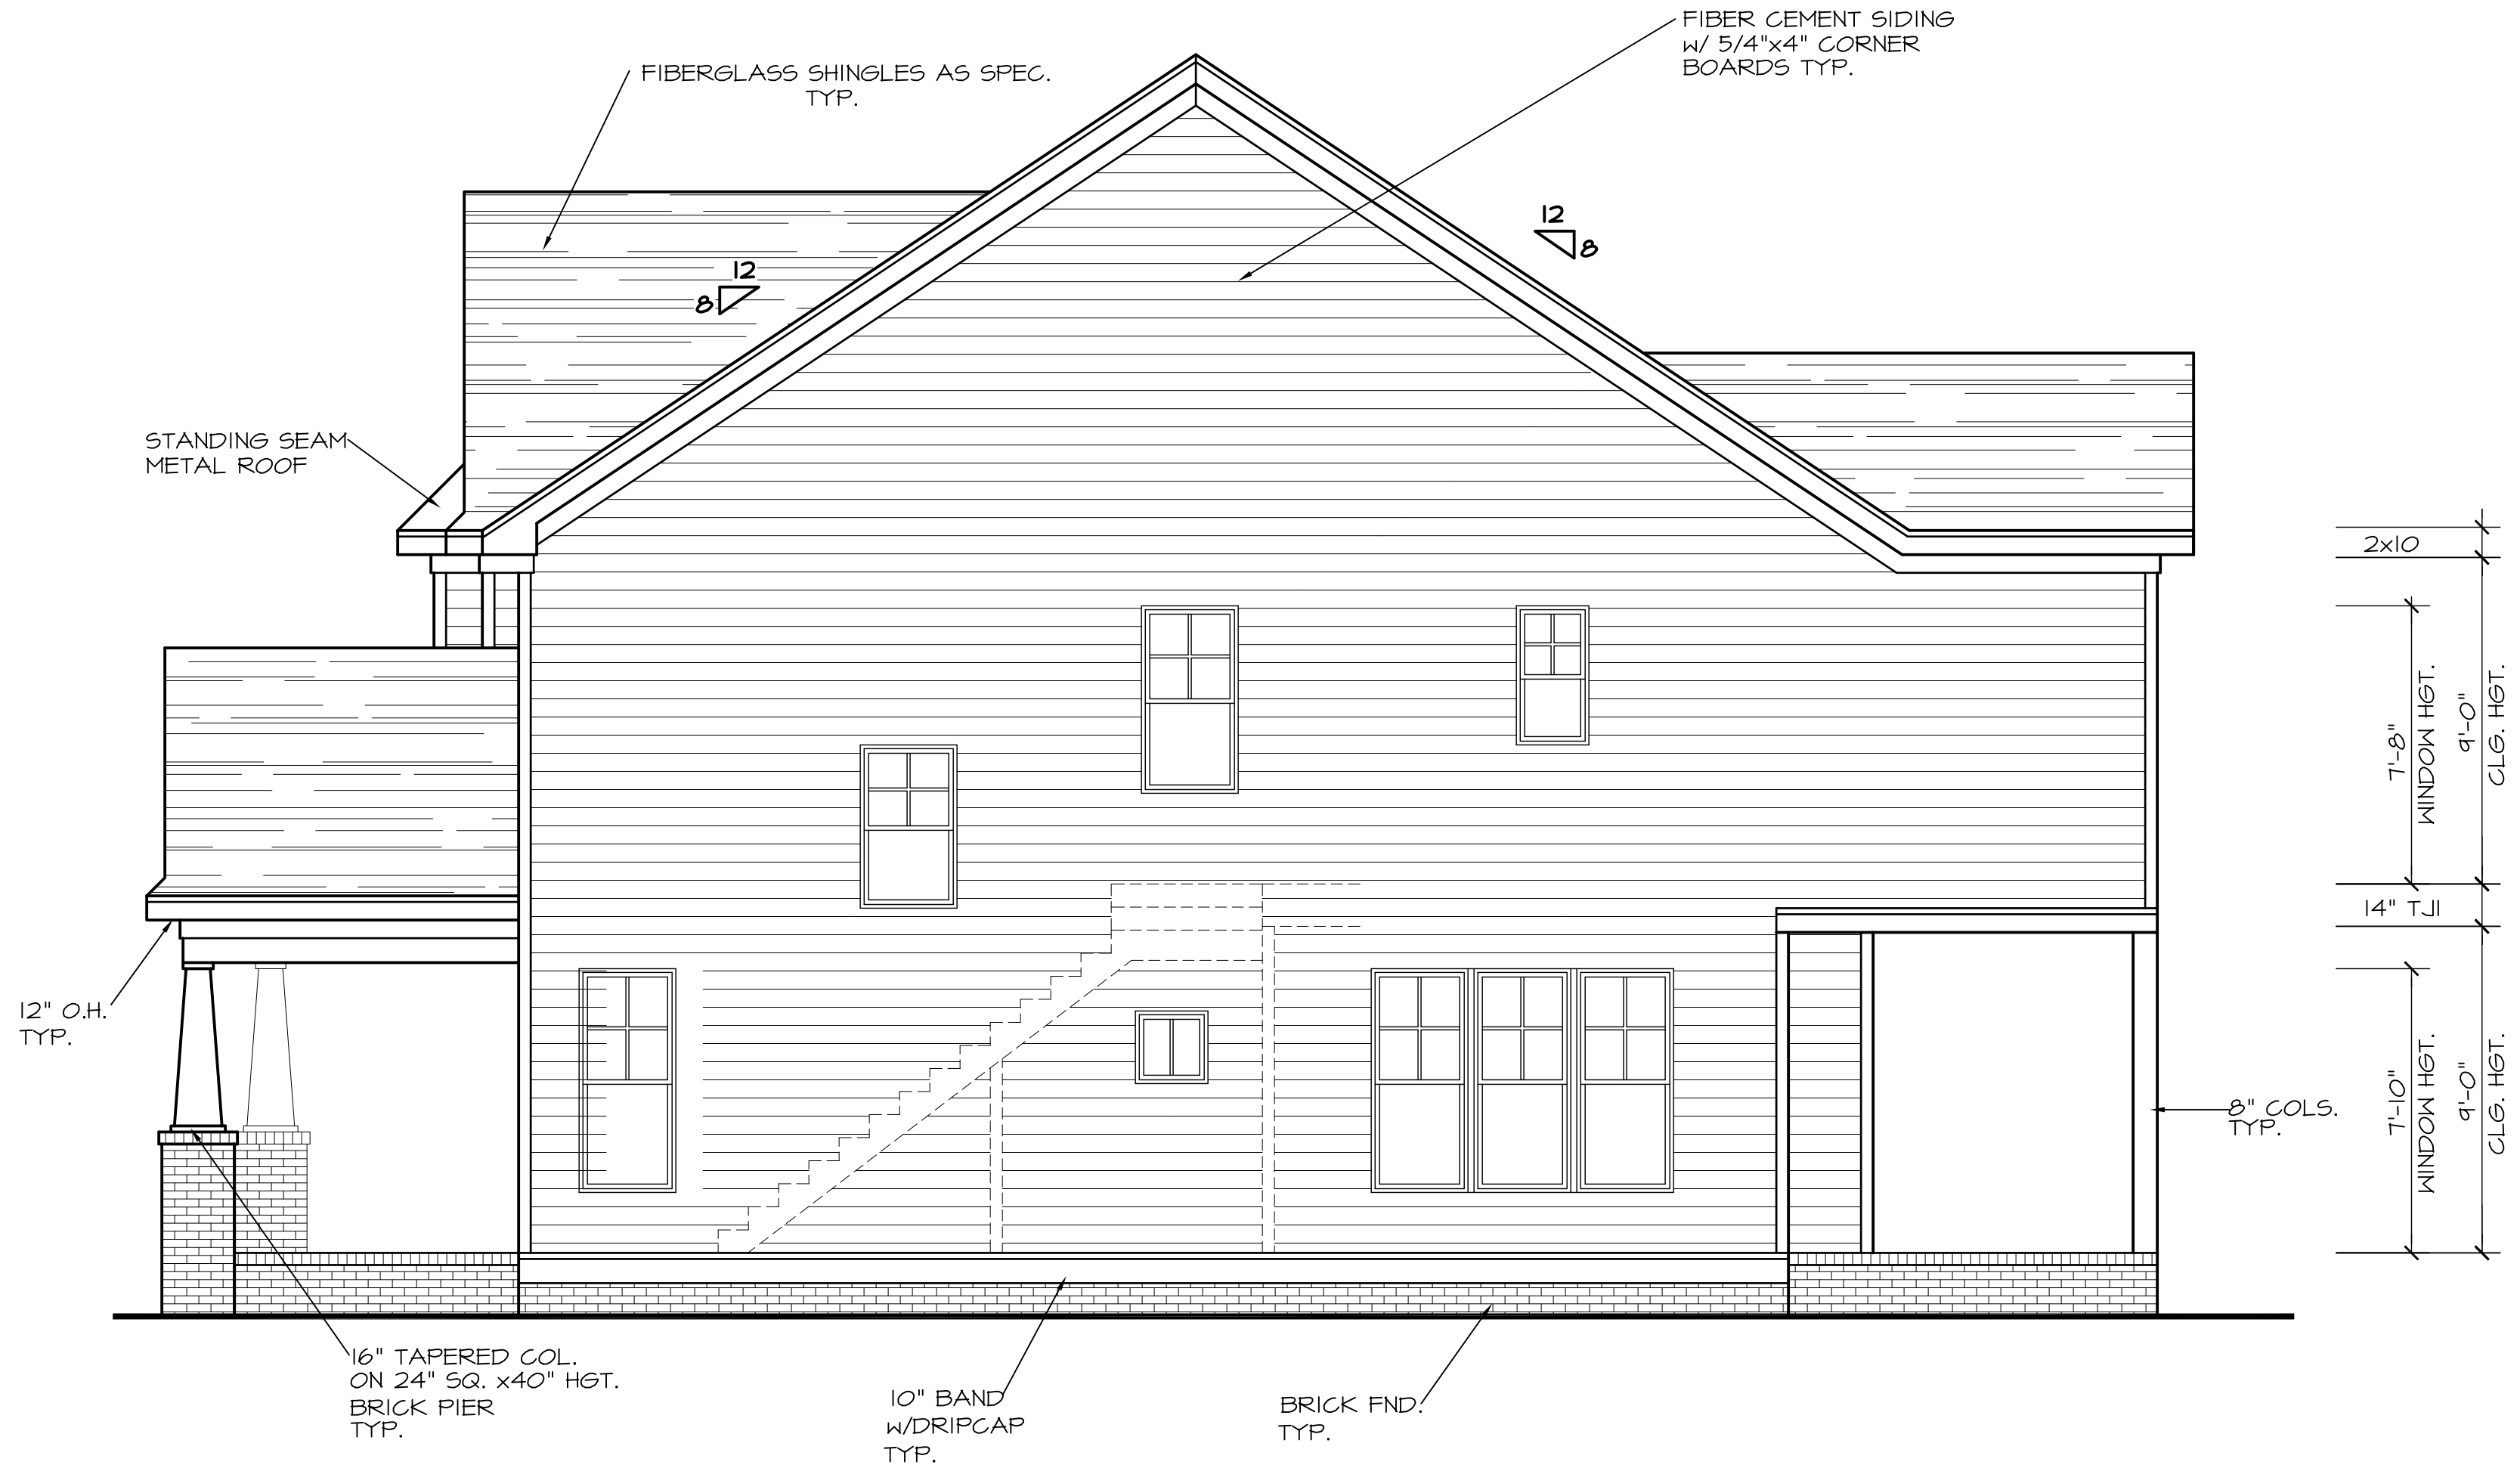 FIBER CEMENT SIDING
W/ 5/4"x4" CORNER
BOARDS TYP.
FIBERGLASS SHINGLES AS SPEC.
TYP.
12
8
12
8
STANDING SEAM
METAL ROOF
2x10
7'-8"
WINDOW HGT.
9'-0"
CLG. HGT.
14" TJI
12" O.H.
TYP.
7'-10"
WINDOW HGT.
9'-0"
CLG. HGT.
8" COLS.
TYP.
16" TAPERED COL.
ON 24" SQ. x40" HGT.
BRICK PIER
TYP.
10" BAND
W/DRIPCAP
TYP.
BRICK FND.
TYP.